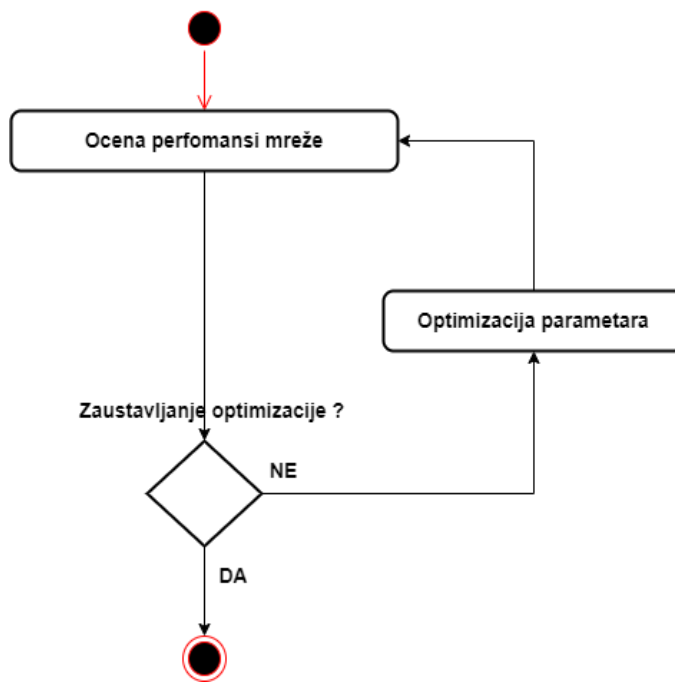 Ocena perfomansi mreže
Optimizacija parametara
Zaustavljanje optimizacije ?
NE
DA